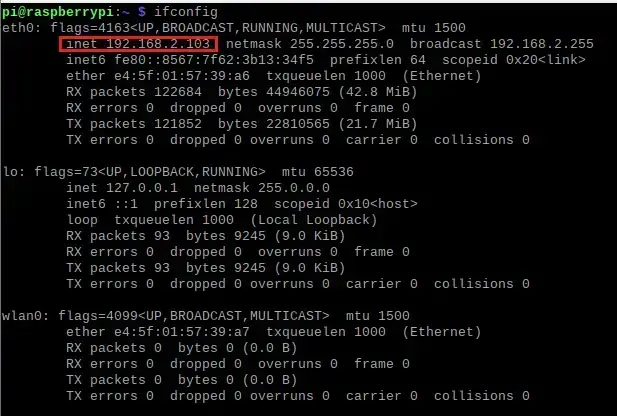 pi@raspberrypi:~ $ ifconfig
eth0: flags=4163<UP,BROADCAST,RUNNING,MULTICAST>  mtu 1500
inet 192.168.2.103  netmask 255.255.255.0  broadcast 192.168.2.255
inet6 fe80::8567:7f62:3b13:34f5  prefixlen 64  scopeid 0x20<link>
ether e4:5f:01:57:39:a6  txqueuelen 1000  (Ethernet)
RX packets 122684  bytes 44946075 (42.8 MiB)
RX errors 0  dropped 0  overruns 0  frame 0
TX packets 121852  bytes 22810565 (21.7 MiB)
TX errors 0  dropped 0 overruns 0  carrier 0  collisions 0
lo: flags=73<UP,LOOPBACK,RUNNING>  mtu 65536
inet 127.0.0.1  netmask 255.0.0.0
inet6 ::1  prefixlen 128  scopeid 0x10<host>
loop  txqueuelen 1000  (Local Loopback)
RX packets 93  bytes 9245 (9.0 KiB)
RX errors 0  dropped 0  overruns 0  frame 0
TX packets 93  bytes 9245 (9.0 KiB)
TX errors 0  dropped 0 overruns 0  carrier 0  collisions 0
wlan0: flags=4099<UP,BROADCAST,MULTICAST>  mtu 1500
ether e4:5f:01:57:39:a7  txqueuelen 1000  (Ethernet)
RX packets 0  bytes 0 (0.0 B)
RX errors 0  dropped 0  overruns 0  frame 0
TX packets 0  bytes 0 (0.0 B)
TX errors 0  dropped 0 overruns 0  carrier 0  collisions 0